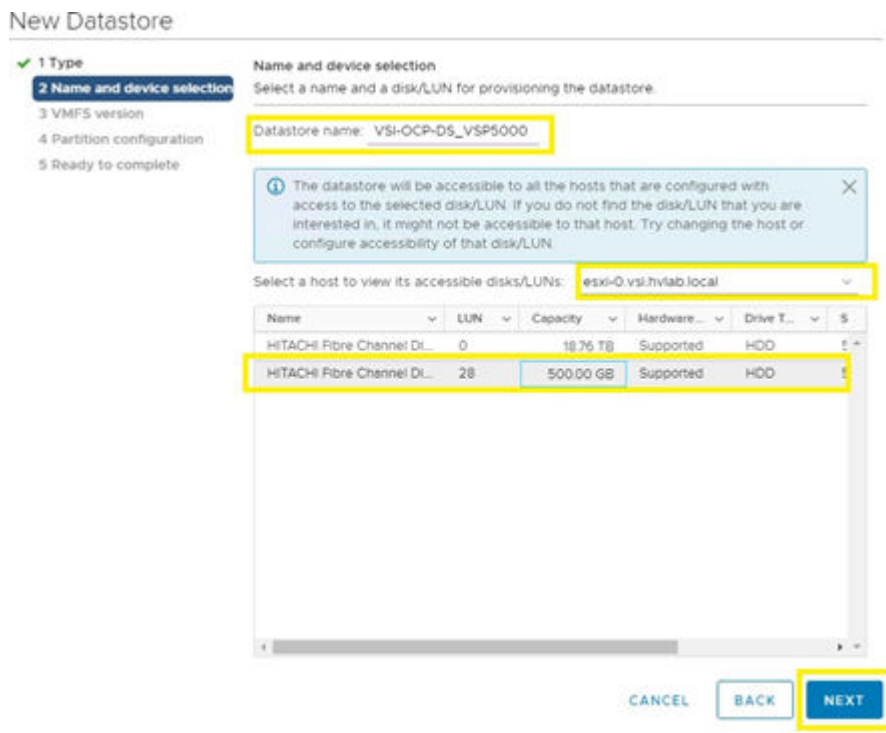 New Datastore
1 Type
2 Name and device selection
3 VMFS version
4 Partition configuration
5 Ready to complete
Name and device selection
Select a name and a disk/LUN for provisioning the datastore.
Datastore name: VSI-OCP-DS_VSP5000
The datastore will be accessible to all the hosts that are configured with
access to the selected disk/LUN. If you do not find the disk/LUN that you are
interested in, it might not be accessible to that host. Try changing the host or
configure accessibility of that disk/LUN.
Select a host to view its accessible disks/LUNs: esxi-0.vsi.hvlab.local
Name LUN Capacity Hardware... Drive T... S
HITACHI Fibre Channel Di... 0 18.76 TB Supported HDD
HITACHI Fibre Channel Di... 28 500.00 GB Supported HDD
CANCEL BACK NEXT